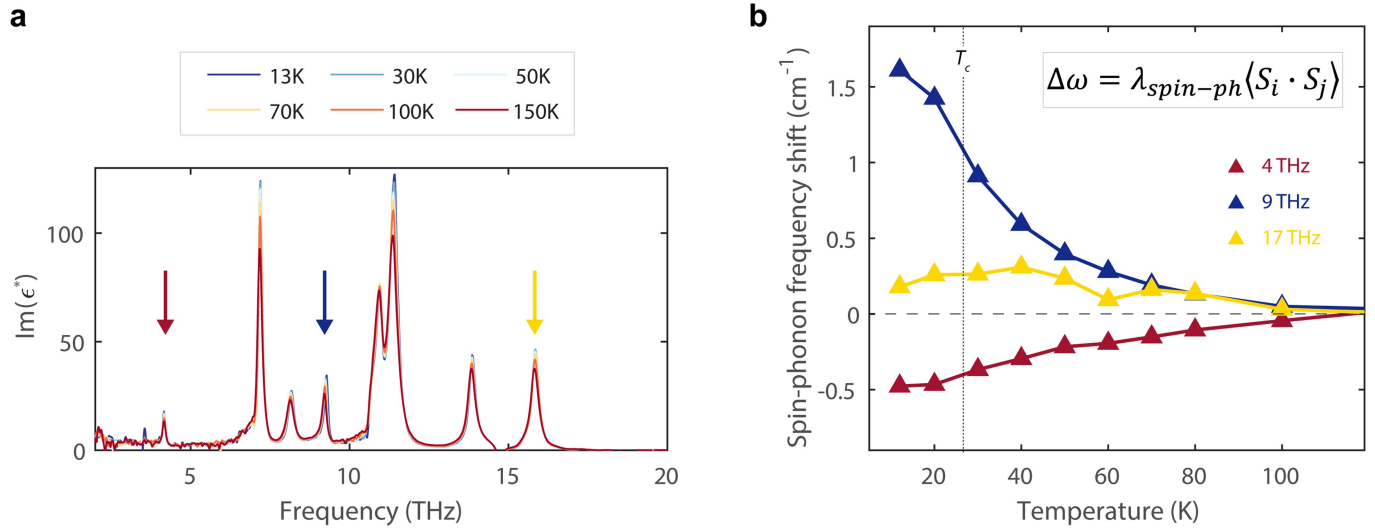 a
13K 30K 50K
70K 100K 150K
Im(ϵ*)
100
50
0
5 10 15 20
Frequency (THz)
b
Spin-phonon frequency shift (cm⁻¹)
T_c
Δω = λ_{spin-ph}⟨S_i · S_j⟩
4 THz
9 THz
17 THz
1.5
1
0.5
0
-0.5
20 40 60 80 100
Temperature (K)